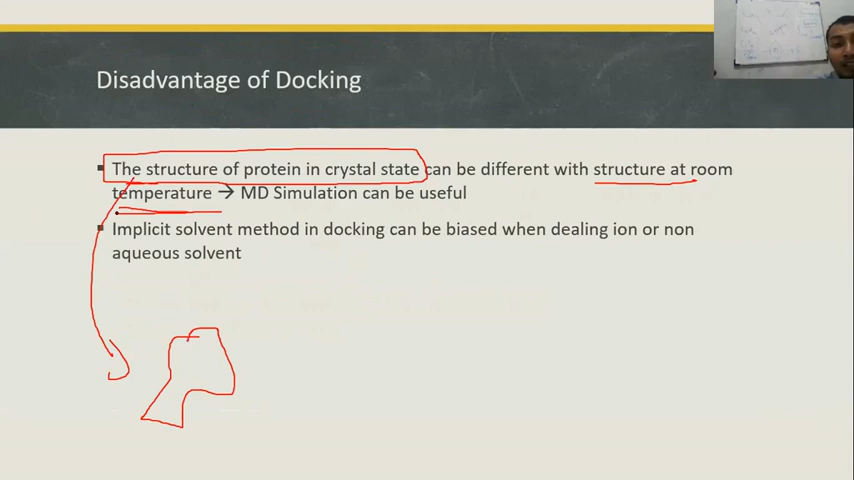 Disadvantage of Docking
The structure of protein in crystal state can be different with structure at room
temperature → MD Simulation can be useful
Implicit solvent method in docking can be biased when dealing ion or non
aqueous solvent